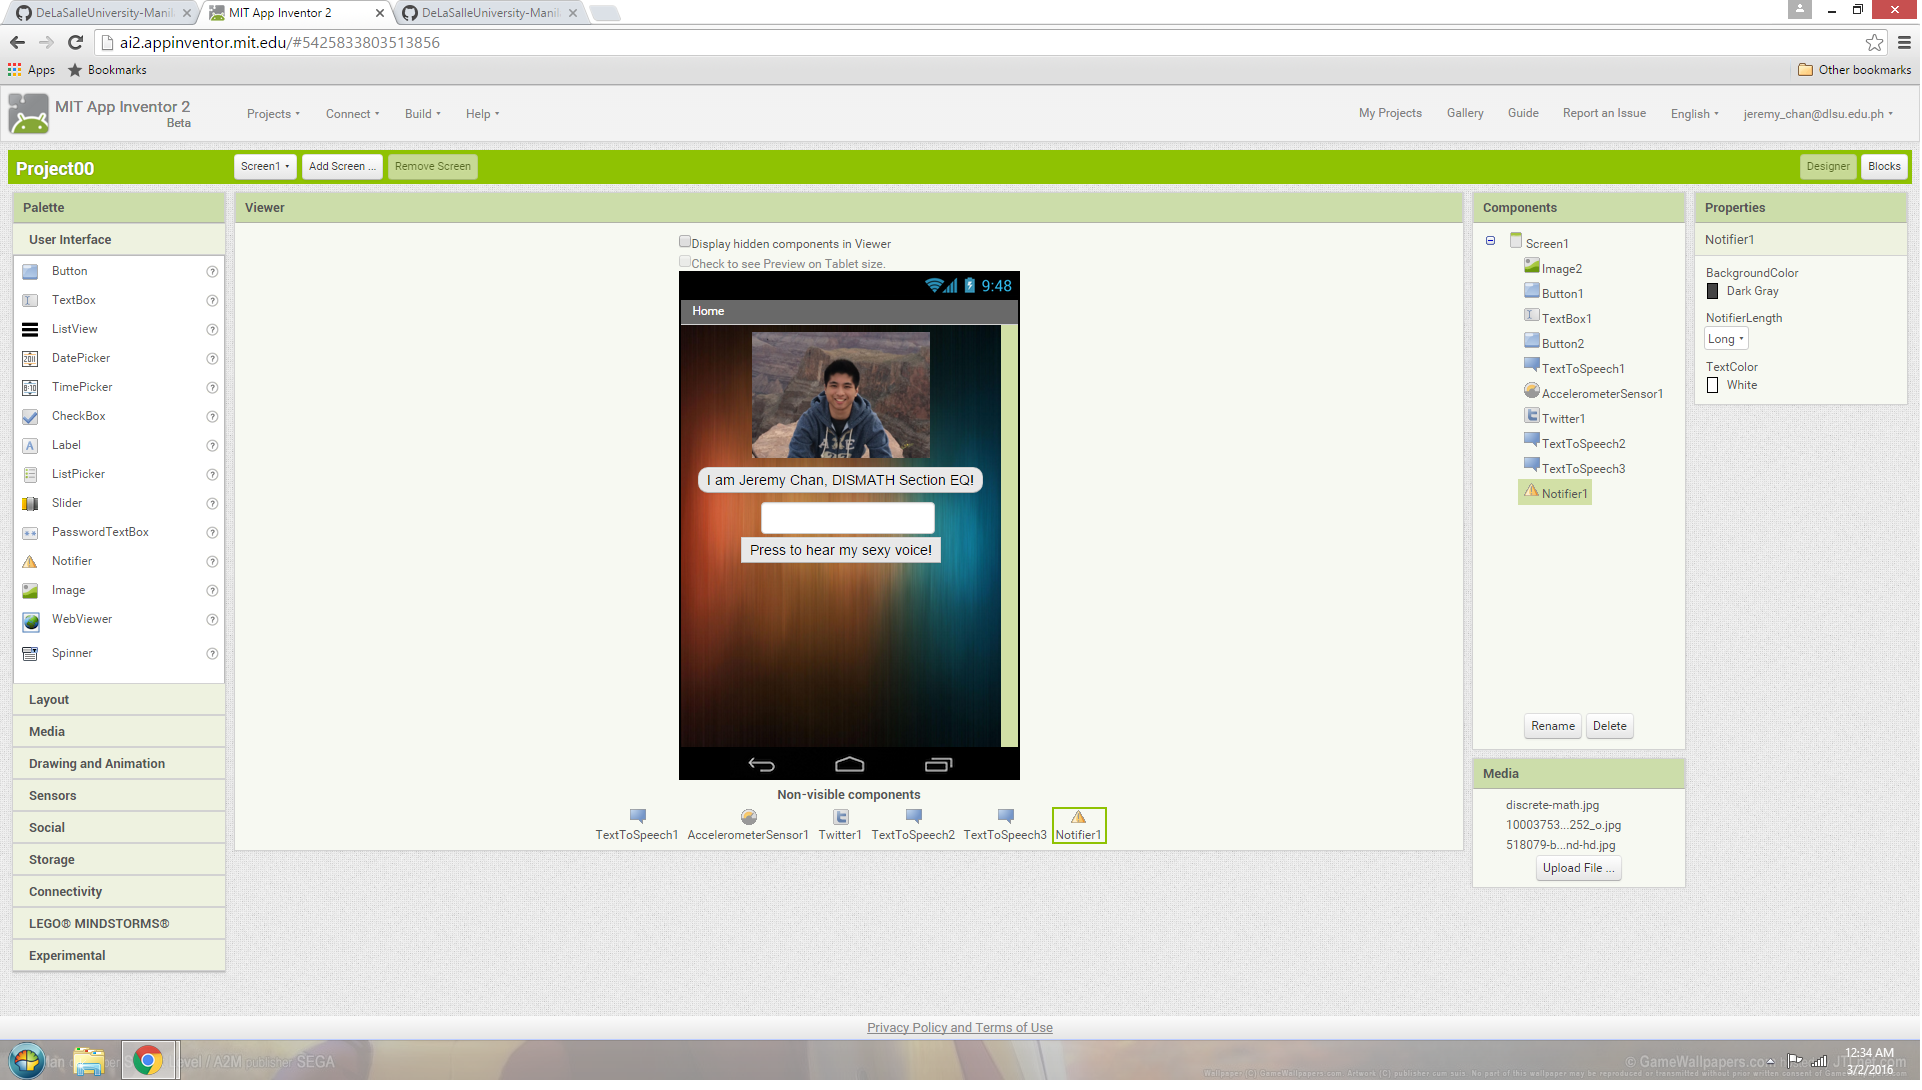 DeLaSalleUniversity-Manil
MIT App Inventor 2
DeLaSalleUniversity-Manil
ai2.appinventor.mit.edu/#5425833803513856
Apps
Bookmarks
Other bookmarks
MIT App Inventor 2
Beta
Projects
Connect
Build
Help
My Projects
Gallery
Guide
Report an Issue
English
jeremy_chan@dlsu.edu.ph
Project00
Screen1
Add Screen ...
Remove Screen
Designer
Blocks
Palette
User Interface
Button
TextBox
ListView
DatePicker
TimePicker
CheckBox
Label
ListPicker
Slider
PasswordTextBox
Notifier
Image
WebViewer
Spinner
Layout
Media
Drawing and Animation
Sensors
Social
Storage
Connectivity
LEGO® MINDSTORMS®
Experimental
Viewer
Display hidden components in Viewer
Check to see Preview on Tablet size.
9:48
Home
I am Jeremy Chan, DISMATH Section EQ!
Press to hear my sexy voice!
Non-visible components
TextToSpeech1
AccelerometerSensor1
Twitter1
TextToSpeech2
TextToSpeech3
Notifier1
Components
Screen1
Image2
Button1
TextBox1
Button2
TextToSpeech1
AccelerometerSensor1
Twitter1
TextToSpeech2
TextToSpeech3
Notifier1
Rename
Delete
Media
discrete-math.jpg
10003753...252_o.jpg
518079-b...nd-hd.jpg
Upload File ...
Properties
Notifier1
BackgroundColor
Dark Gray
NotifierLength
Long
TextColor
White
Privacy Policy and Terms of Use
/ A2M publisher SEGA
© GameWallpapers.com
12:34 AM
3/2/2016